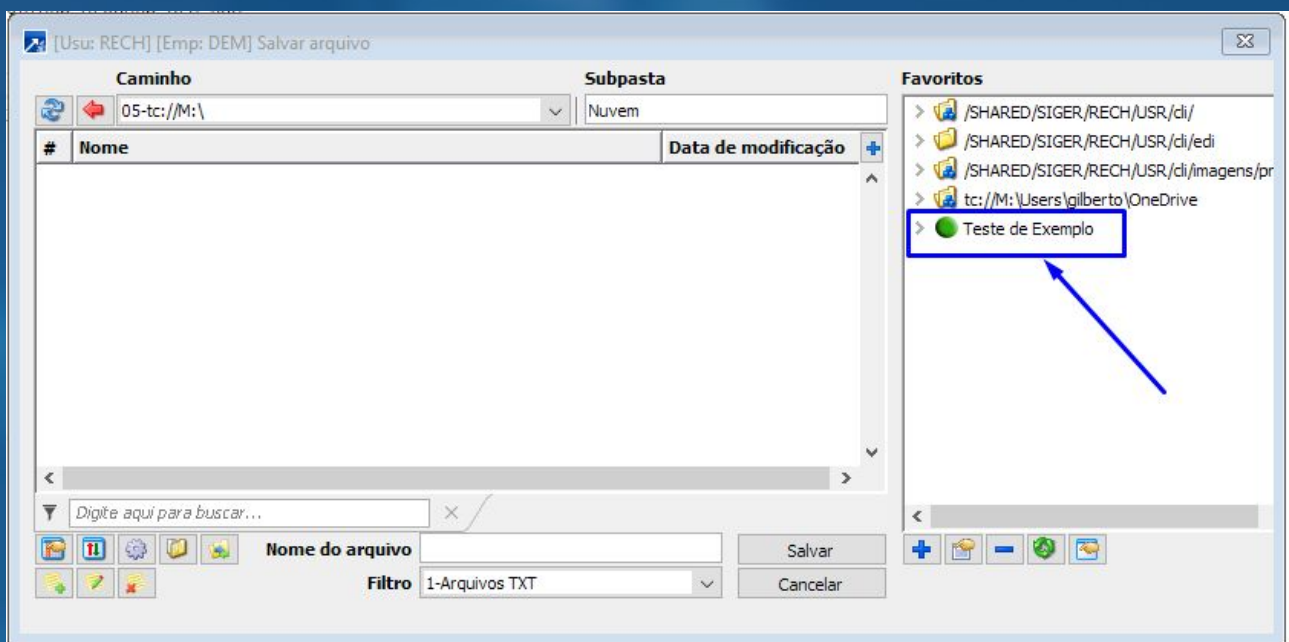 [Usu: RECH] [Emp: DEM] Salvar arquivo
Caminho
Subpasta
Favoritos
05-tc://M:\
Nuvem
#
Nome
Data de modificação
/SHARED/SIGER/RECH/USR/cli/
/SHARED/SIGER/RECH/USR/cli/edi
/SHARED/SIGER/RECH/USR/cli/imagens/pr
tc://M:\Users\gilberto\OneDrive
Teste de Exemplo
Digite aqui para buscar...
Nome do arquivo
Salvar
Filtro
1-Arquivos TXT
Cancelar